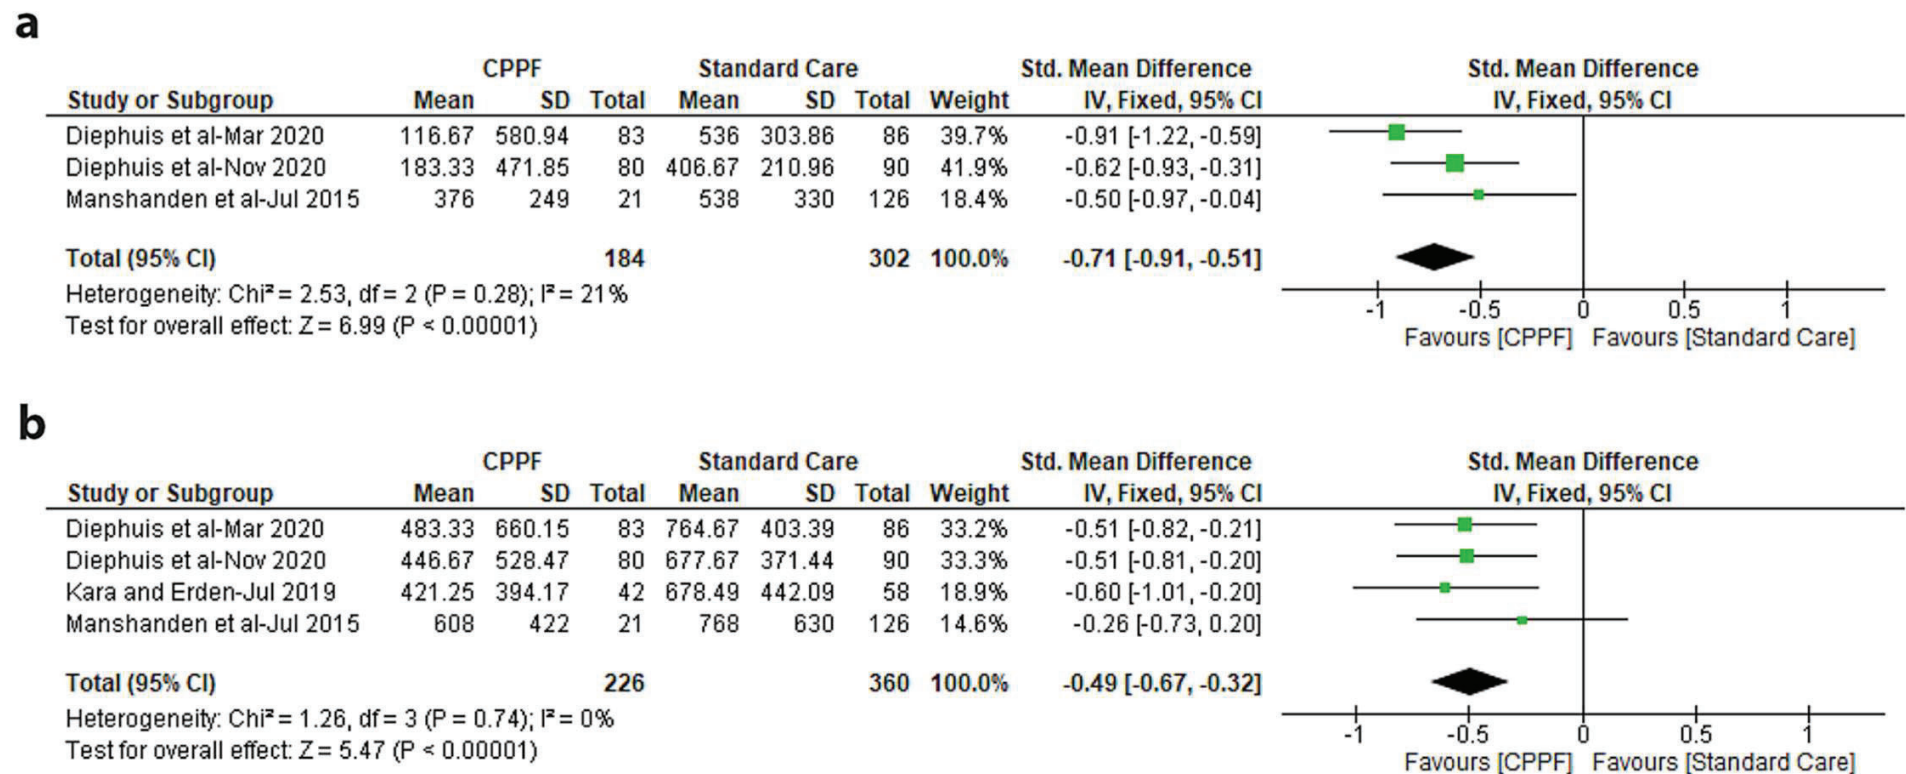 a
CPPF Standard Care Std. Mean Difference Std. Mean Difference
Study or Subgroup Mean SD Total Mean SD Total Weight IV, Fixed, 95% CI IV, Fixed, 95% CI
Diephuis et al-Mar 2020 116.67 580.94 83 536 303.86 86 39.7% -0.91 [-1.22, -0.59]
Diephuis et al-Nov 2020 183.33 471.85 80 406.67 210.96 90 41.9% -0.62 [-0.93, -0.31]
Manshanden et al-Jul 2015 376 249 21 538 330 126 18.4% -0.50 [-0.97, -0.04]
Total (95% CI) 184 302 100.0% -0.71 [-0.91, -0.51]
Heterogeneity: Chi² = 2.53, df = 2 (P = 0.28); I² = 21%
Test for overall effect: Z = 6.99 (P < 0.00001)
-1 -0.5 0 0.5 1
Favours [CPPF] Favours [Standard Care]
b
CPPF Standard Care Std. Mean Difference Std. Mean Difference
Study or Subgroup Mean SD Total Mean SD Total Weight IV, Fixed, 95% CI IV, Fixed, 95% CI
Diephuis et al-Mar 2020 483.33 660.15 83 764.67 403.39 86 33.2% -0.51 [-0.82, -0.21]
Diephuis et al-Nov 2020 446.67 528.47 80 677.67 371.44 90 33.3% -0.51 [-0.81, -0.20]
Kara and Erden-Jul 2019 421.25 394.17 42 678.49 442.09 58 18.9% -0.60 [-1.01, -0.20]
Manshanden et al-Jul 2015 608 422 21 768 630 126 14.6% -0.26 [-0.73, 0.20]
Total (95% CI) 226 360 100.0% -0.49 [-0.67, -0.32]
Heterogeneity: Chi² = 1.26, df = 3 (P = 0.74); I² = 0%
Test for overall effect: Z = 5.47 (P < 0.00001)
-1 -0.5 0 0.5 1
Favours [CPPF] Favours [Standard Care]